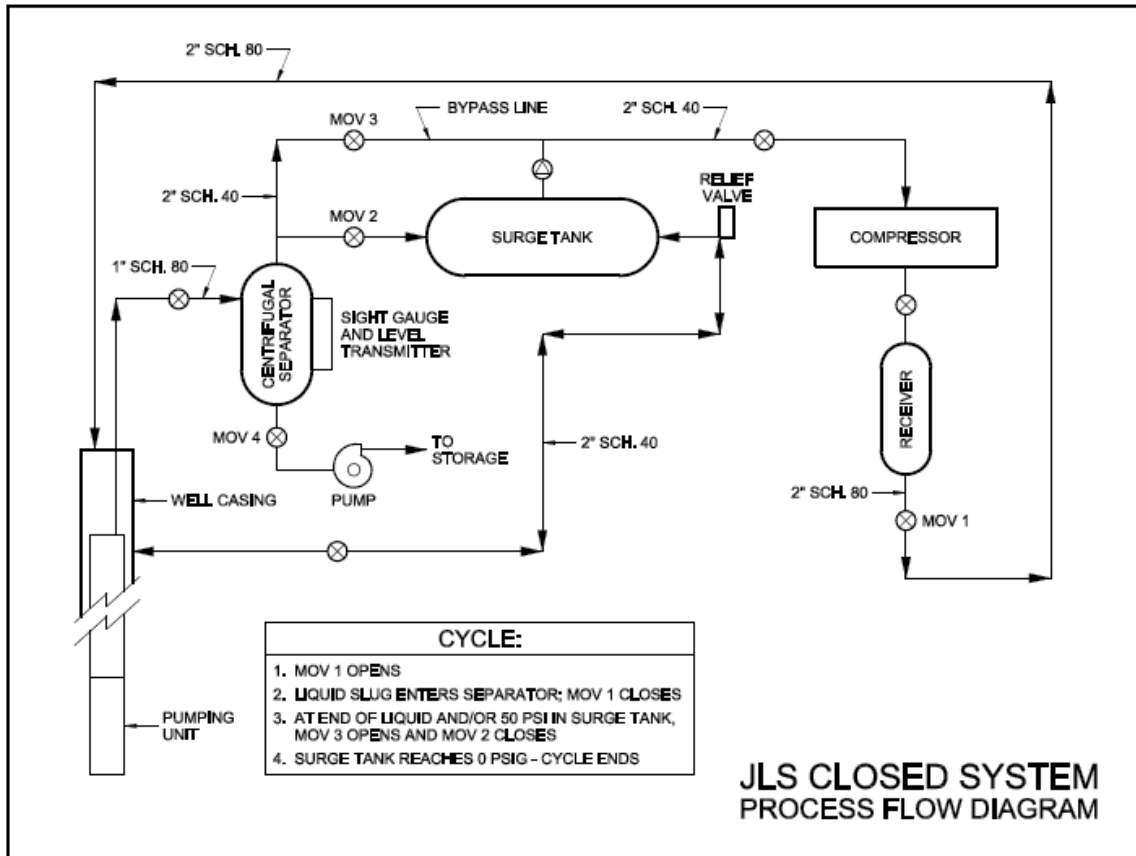 2" SCH. 80
MOV 3
BYPASS LINE
2" SCH. 40
RELIEF
VALVE
2" SCH. 40
MOV 2
SURGE TANK
COMPRESSOR
1" SCH. 80
CENTRIFUGAL
SEPARATOR
SIGHT GAUGE
AND LEVEL
TRANSMITTER
RECEIVER
MOV 4
TO
STORAGE
2" SCH. 40
PUMP
WELL CASING
2" SCH. 80
MOV 1
CYCLE:
1. MOV 1 OPENS
2. LIQUID SLUG ENTERS SEPARATOR; MOV 1 CLOSES
3. AT END OF LIQUID AND/OR 50 PSI IN SURGE TANK,
MOV 3 OPENS AND MOV 2 CLOSES
4. SURGE TANK REACHES 0 PSIG - CYCLE ENDS
PUMPING
UNIT
JLS CLOSED SYSTEM
PROCESS FLOW DIAGRAM